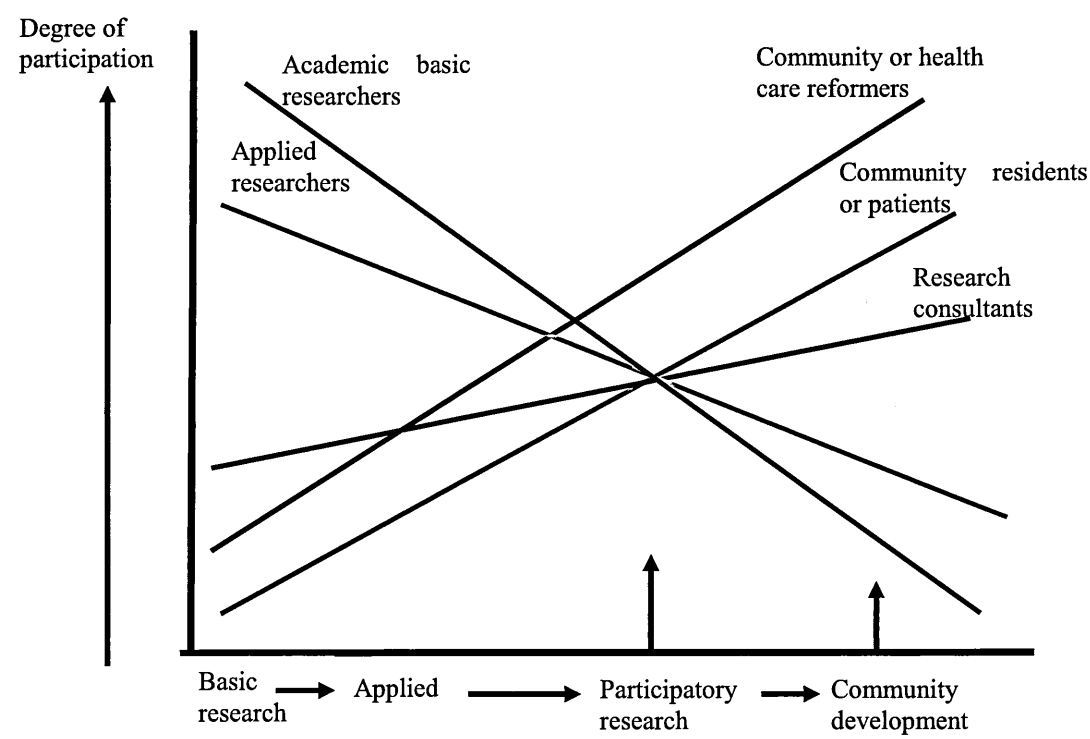 Degree of
participation
Academic basic
researchers
Community or health
care reformers
Applied
researchers
Community residents
or patients
Research
consultants
Basic
research
Applied
Participatory
research
Community
development